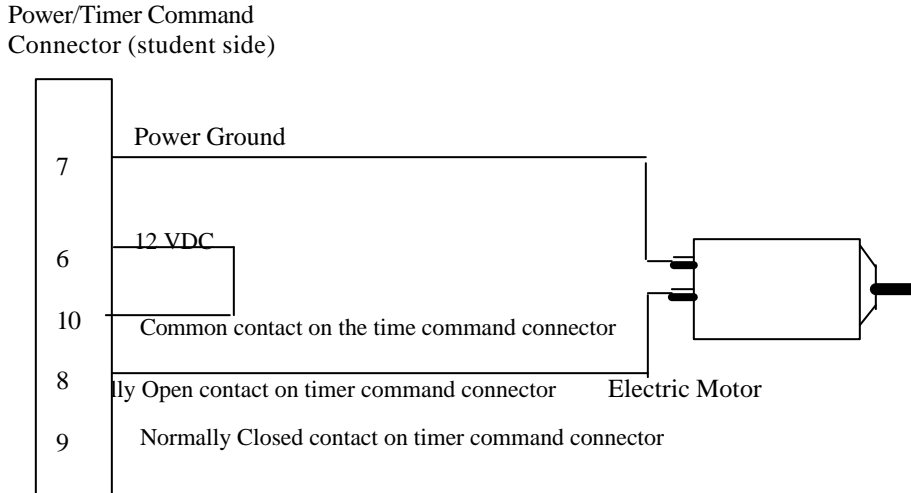 Power/Timer Command
Connector (student side)
Power Ground
7
12 VDC
6
10
Common contact on the time command connector
8
lly Open contact on timer command connector
Electric Motor
9
Normally Closed contact on timer command connector